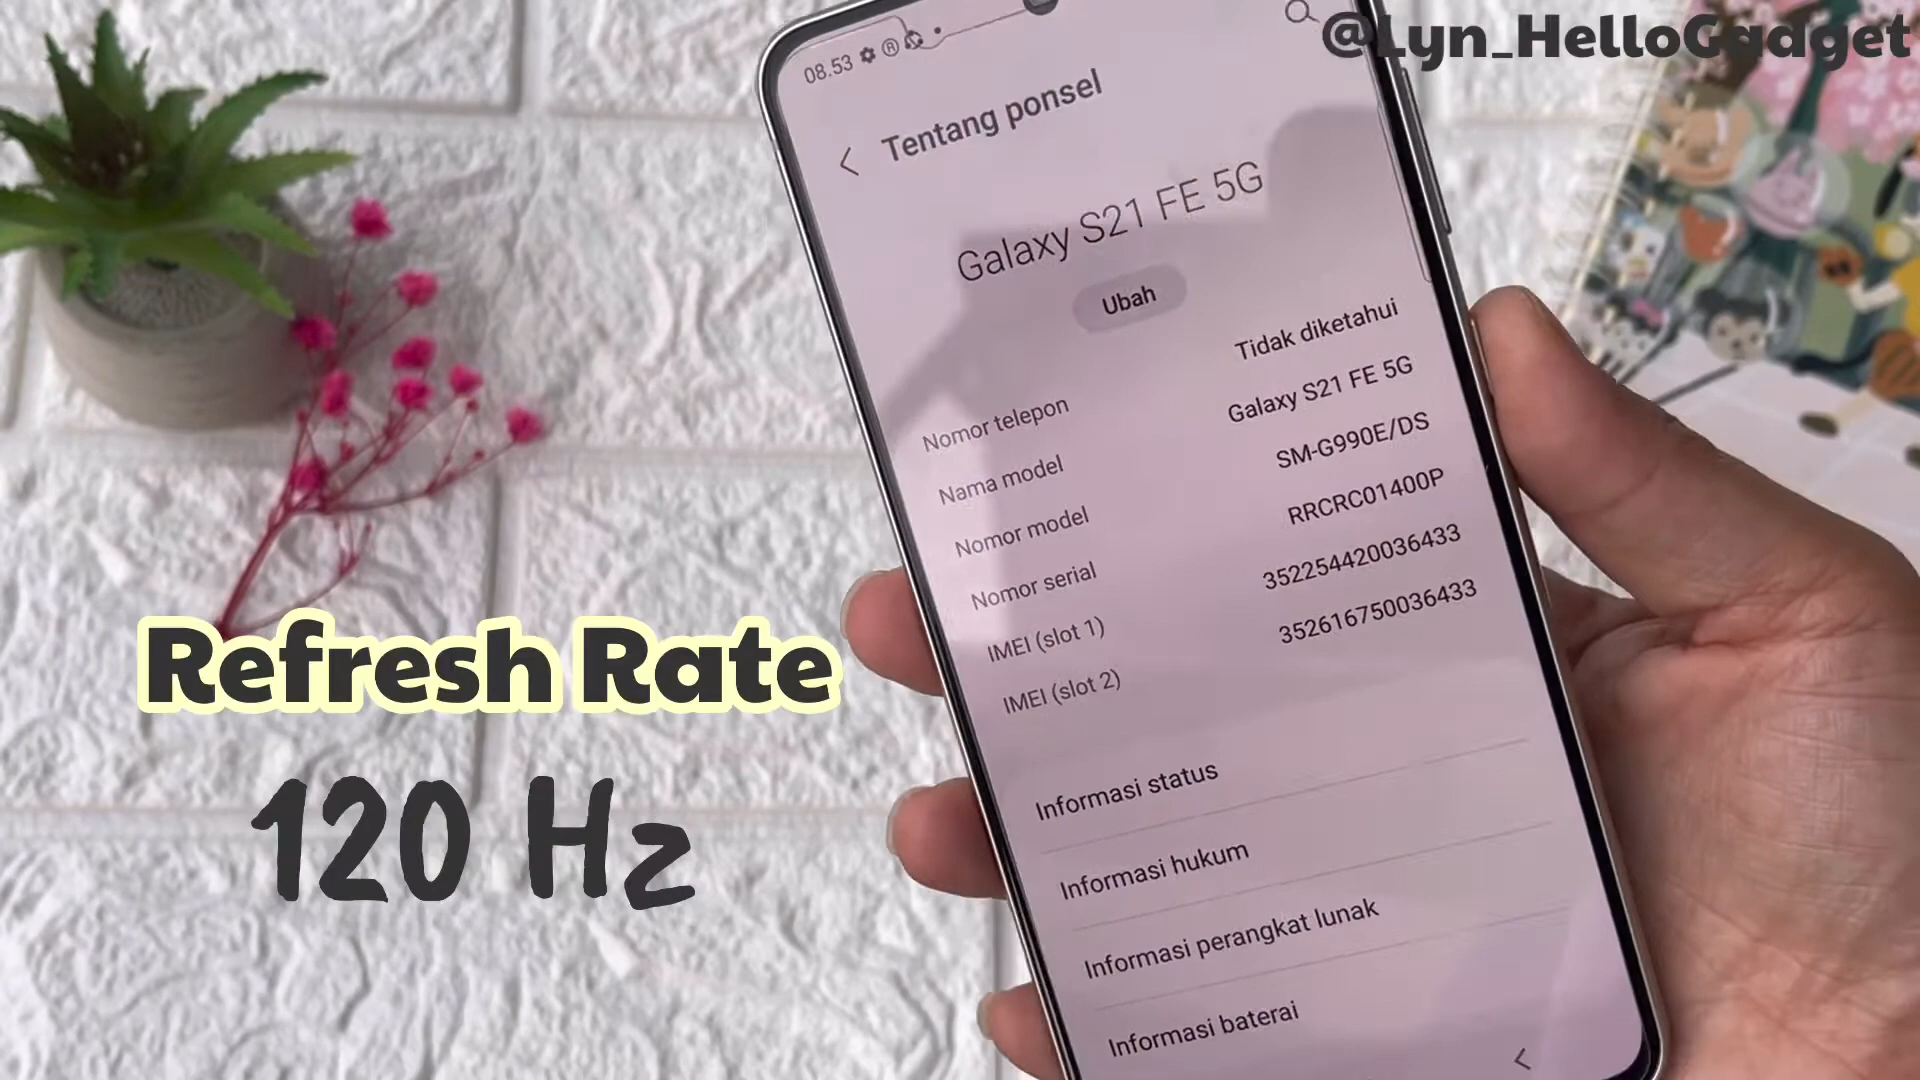 @Lyn_HelloGadget
08.53
Tentang ponsel
Galaxy S21 FE 5G
Ubah
Nomor telepon Tidak diketahui
Nama model Galaxy S21 FE 5G
Nomor model SM-G990E/DS
Nomor serial RRCRC01400P
IMEI (slot 1) 352254420036433
IMEI (slot 2) 352616750036433
Informasi status
Informasi hukum
Informasi perangkat lunak
Informasi baterai
Refresh Rate
120 Hz